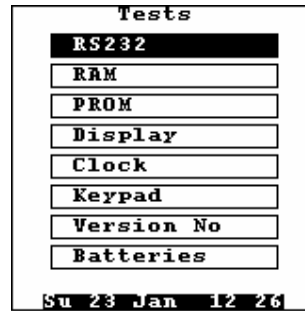 Tests
RS232
RAM
PROM
Display
Clock
Keypad
Version No
Batteries
Su 23 Jan 12 26